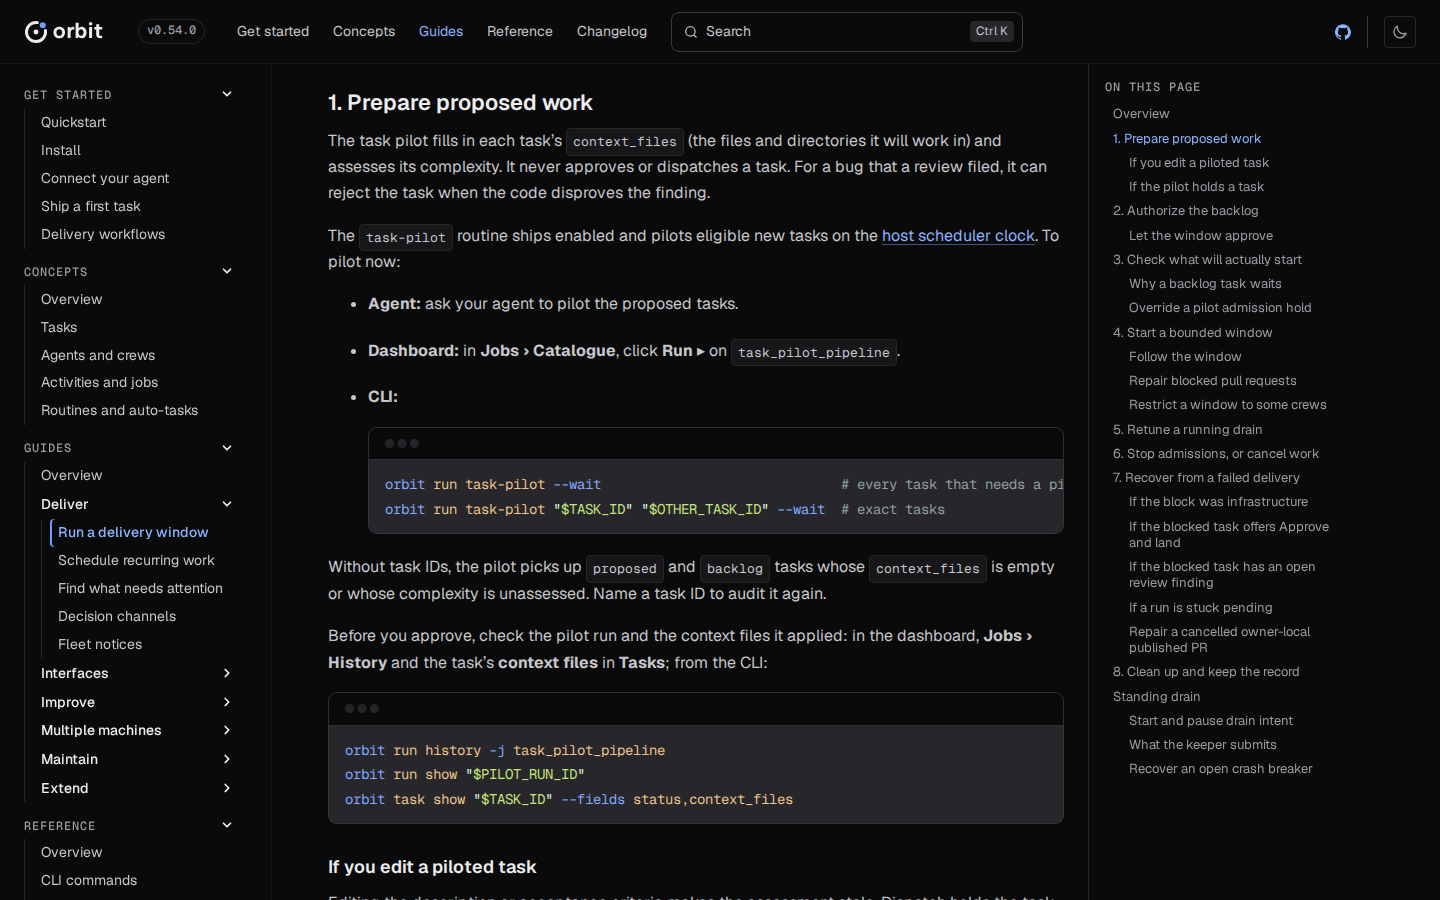 orbit
v0.54.0
Get started
Concepts
Guides
Reference
Changelog
Search
Ctrl K
GET STARTED
Quickstart
Install
Connect your agent
Ship a first task
Delivery workflows
CONCEPTS
Overview
Tasks
Agents and crews
Activities and jobs
Routines and auto-tasks
GUIDES
Overview
Deliver
Run a delivery window
Schedule recurring work
Find what needs attention
Decision channels
Fleet notices
Interfaces
Improve
Multiple machines
Maintain
Extend
REFERENCE
Overview
CLI commands
1. Prepare proposed work
The task pilot fills in each task’s context_files (the files and directories it will work in) and
assesses its complexity. It never approves or dispatches a task. For a bug that a review filed, it can
reject the task when the code disproves the finding.
The task-pilot routine ships enabled and pilots eligible new tasks on the host scheduler clock. To
pilot now:
• Agent: ask your agent to pilot the proposed tasks.
• Dashboard: in Jobs › Catalogue, click Run ▸ on task_pilot_pipeline.
• CLI:
orbit run task-pilot --wait # every task that needs a pi
orbit run task-pilot "$TASK_ID" "$OTHER_TASK_ID" --wait # exact tasks
Without task IDs, the pilot picks up proposed and backlog tasks whose context_files is empty
or whose complexity is unassessed. Name a task ID to audit it again.
Before you approve, check the pilot run and the context files it applied: in the dashboard, Jobs ›
History and the task’s context files in Tasks; from the CLI:
orbit run history -j task_pilot_pipeline
orbit run show "$PILOT_RUN_ID"
orbit task show "$TASK_ID" --fields status,context_files
If you edit a piloted task
ON THIS PAGE
Overview
1. Prepare proposed work
If you edit a piloted task
If the pilot holds a task
2. Authorize the backlog
Let the window approve
3. Check what will actually start
Why a backlog task waits
Override a pilot admission hold
4. Start a bounded window
Follow the window
Repair blocked pull requests
Restrict a window to some crews
5. Retune a running drain
6. Stop admissions, or cancel work
7. Recover from a failed delivery
If the block was infrastructure
If the blocked task offers Approve
and land
If the blocked task has an open
review finding
If a run is stuck pending
Repair a cancelled owner-local
published PR
8. Clean up and keep the record
Standing drain
Start and pause drain intent
What the keeper submits
Recover an open crash breaker